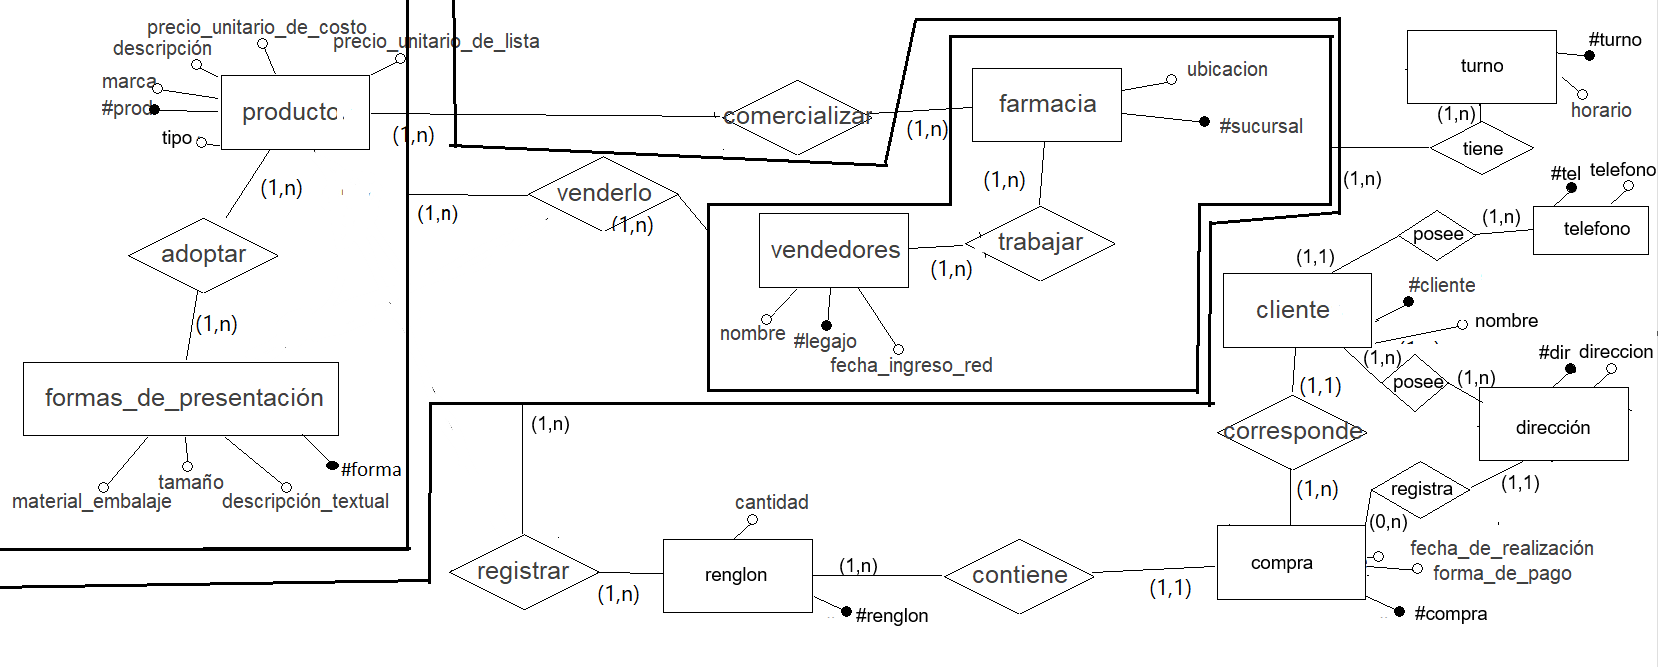 precio_unitario_de_costo
descripción
precio_unitario_de_lista
marca
#prod
tipo
producto
(1,n)
comercializar
(1,n)
farmacia
ubicacion
#sucursal
turno
#turno
horario
(1,n)
tiene
(1,n)
(1,n)
adoptar
(1,n)
venderlo
(1,n)
(1,n)
trabajar
(1,n)
vendedores
nombre
#legajo
fecha_ingreso_red
#tel
telefono
(1,n)
posee
telefono
(1,1)
cliente
#cliente
nombre
(1,n)
posee
(1,n)
#dir
direccion
dirección
(1,n)
formas_de_presentación
material_embalaje
tamaño
descripción_textual
#forma
(1,1)
corresponde
(1,n)
registra
(1,1)
(0,n)
(1,n)
registrar
(1,n)
cantidad
renglon
#renglon
(1,n)
contiene
(1,1)
compra
fecha_de_realización
forma_de_pago
#compra